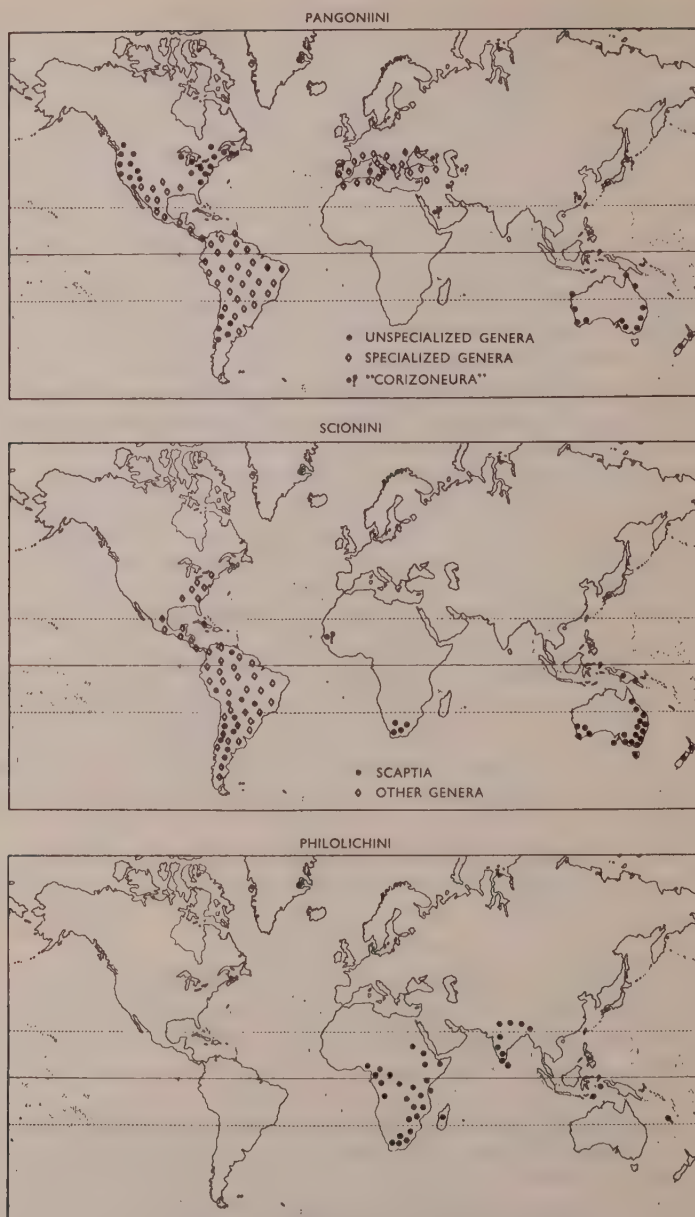 PANGONIINI
• UNSPECIALIZED GENERA
◊ SPECIALIZED GENERA
•? "CORIZONEURA"
SCIONINI
• SCAPTIA
◊ OTHER GENERA
PHILOLICHINI